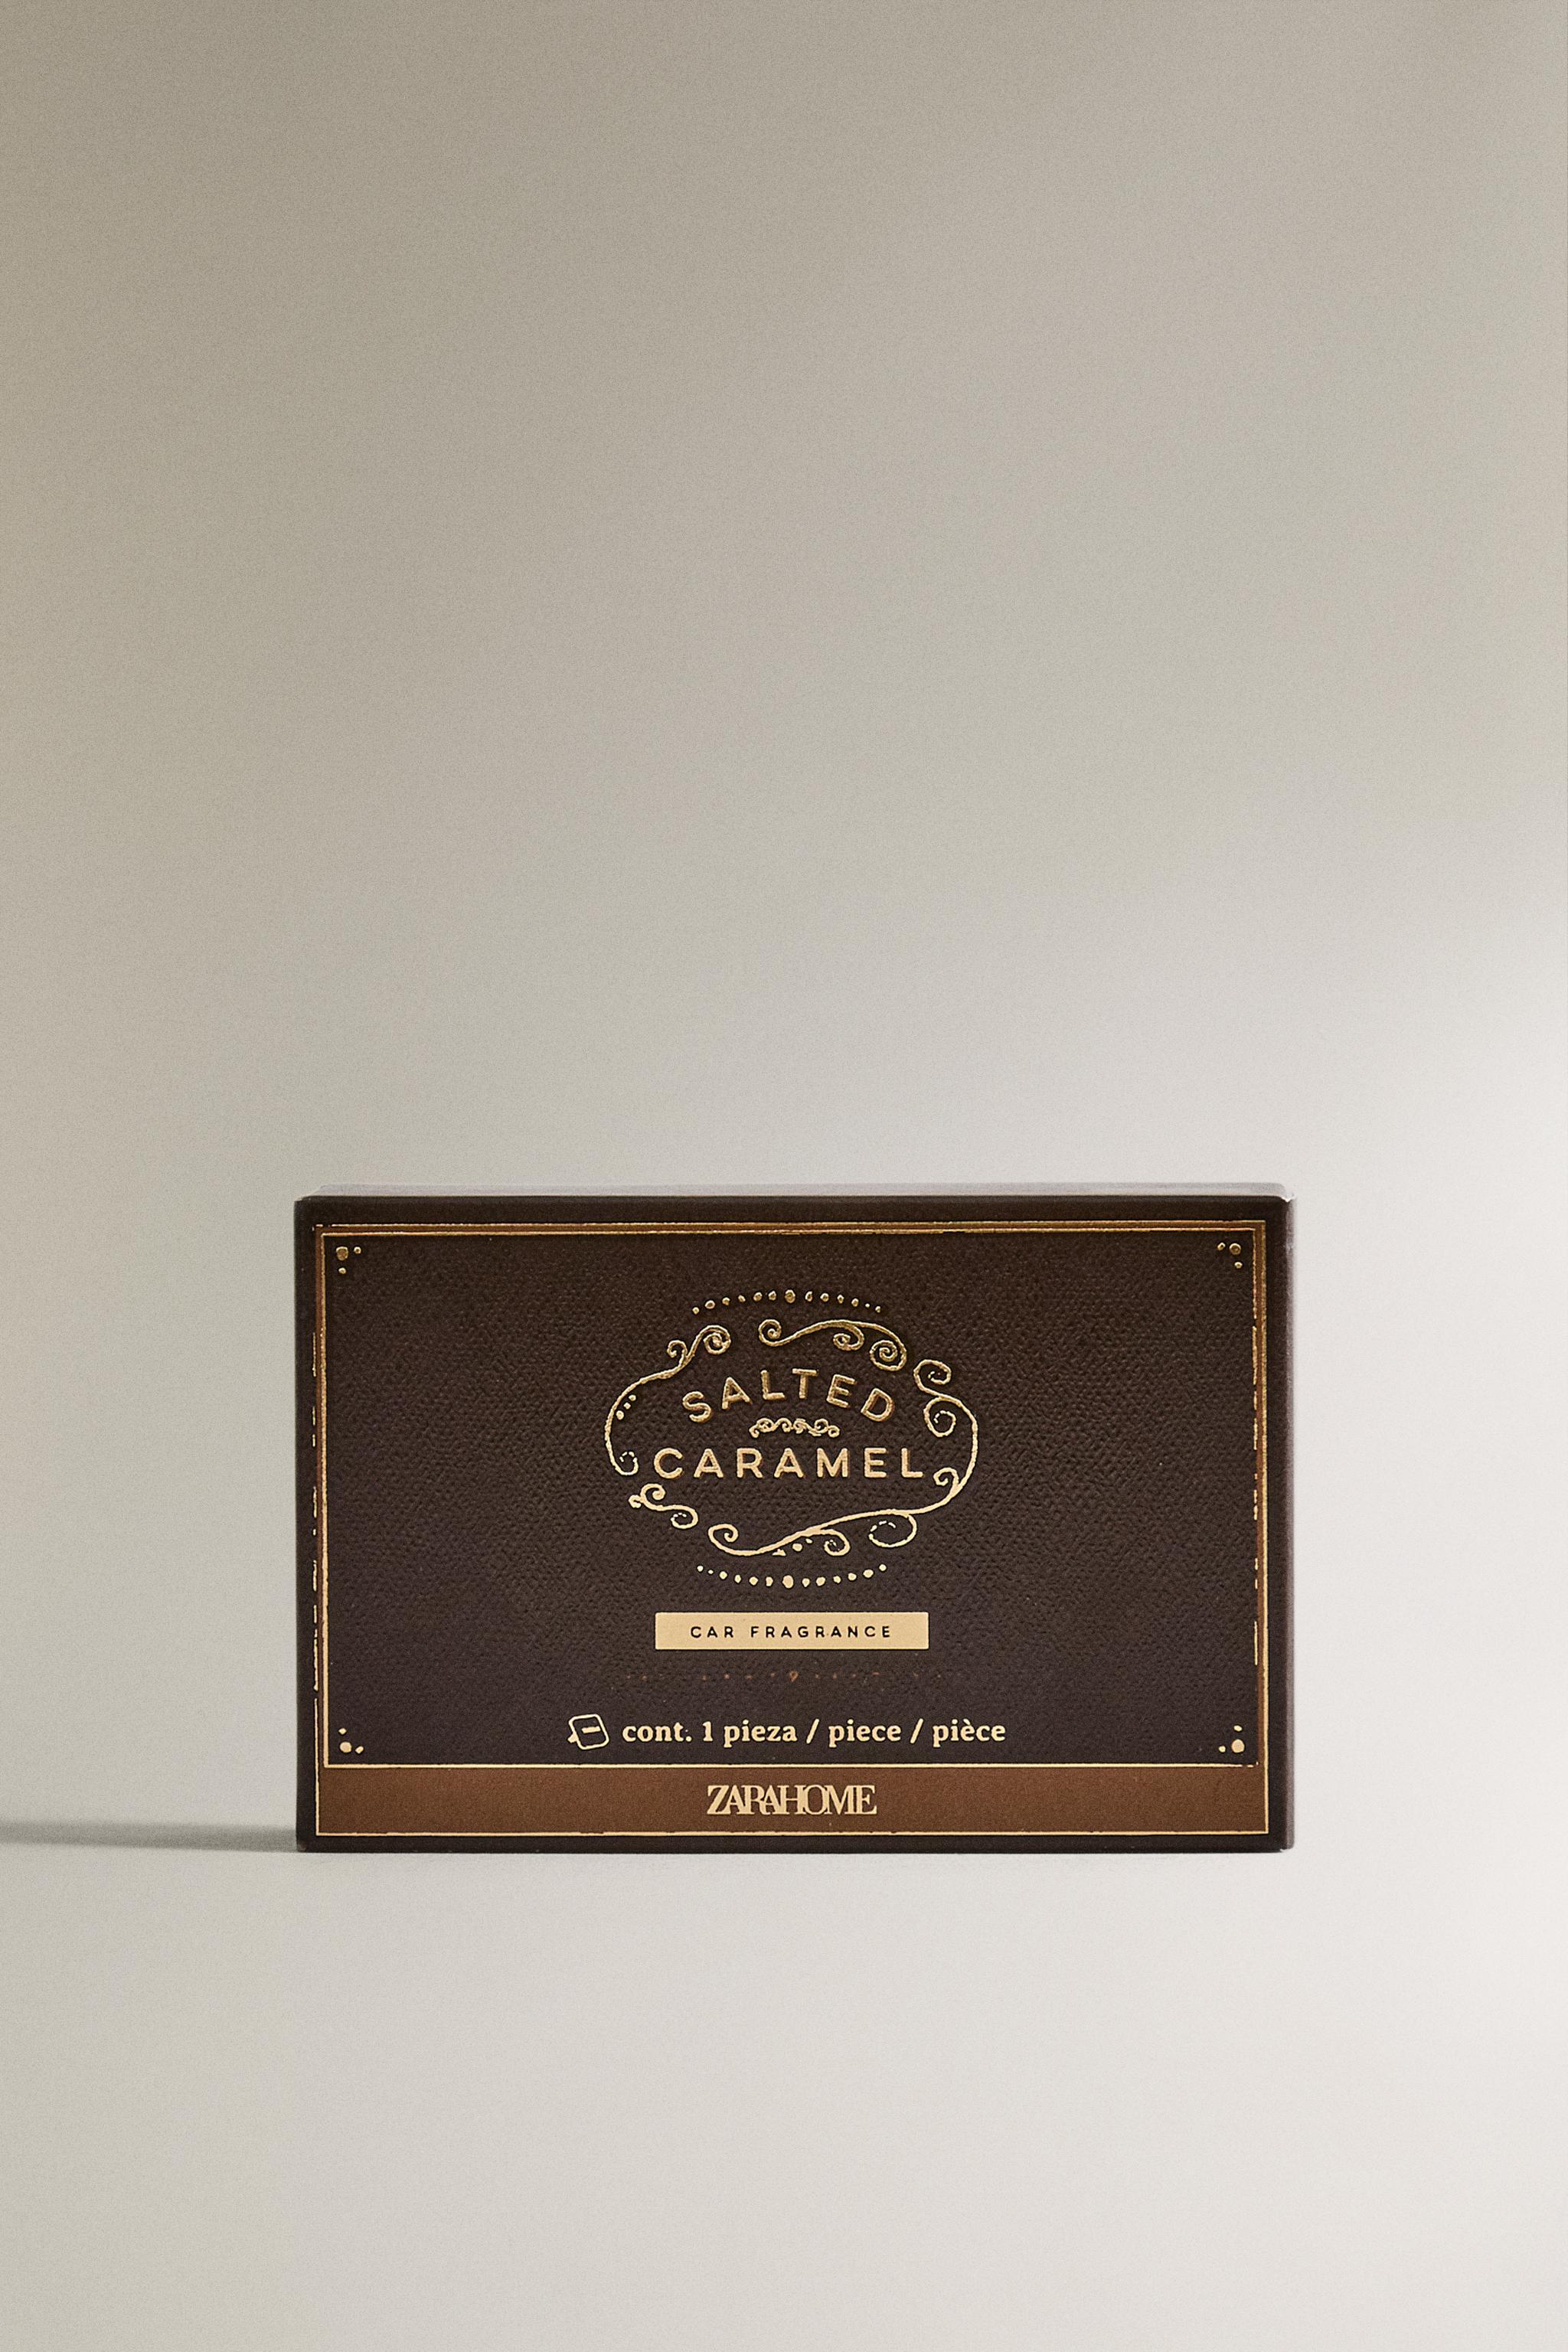 SALTED
CARAMEL
CAR FRAGRANCE
cont. 1 pieza / piece / pièce
ZARAHOME